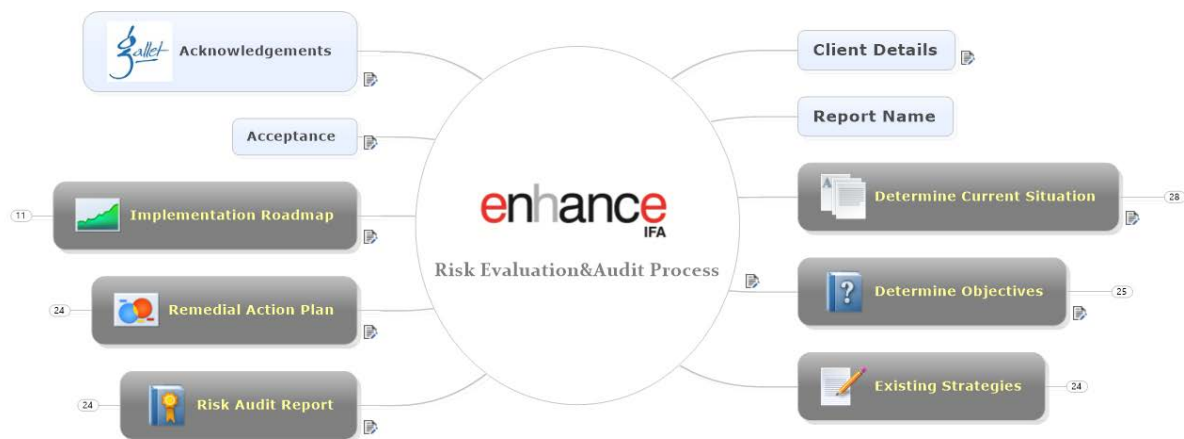 gallet
Acknowledgements
Acceptance
11
Implementation Roadmap
24
Remedial Action Plan
24
Risk Audit Report
enhance
IFA
Risk Evaluation&Audit Process
Client Details
Report Name
A
Determine Current Situation
28
?
Determine Objectives
25
Existing Strategies
24